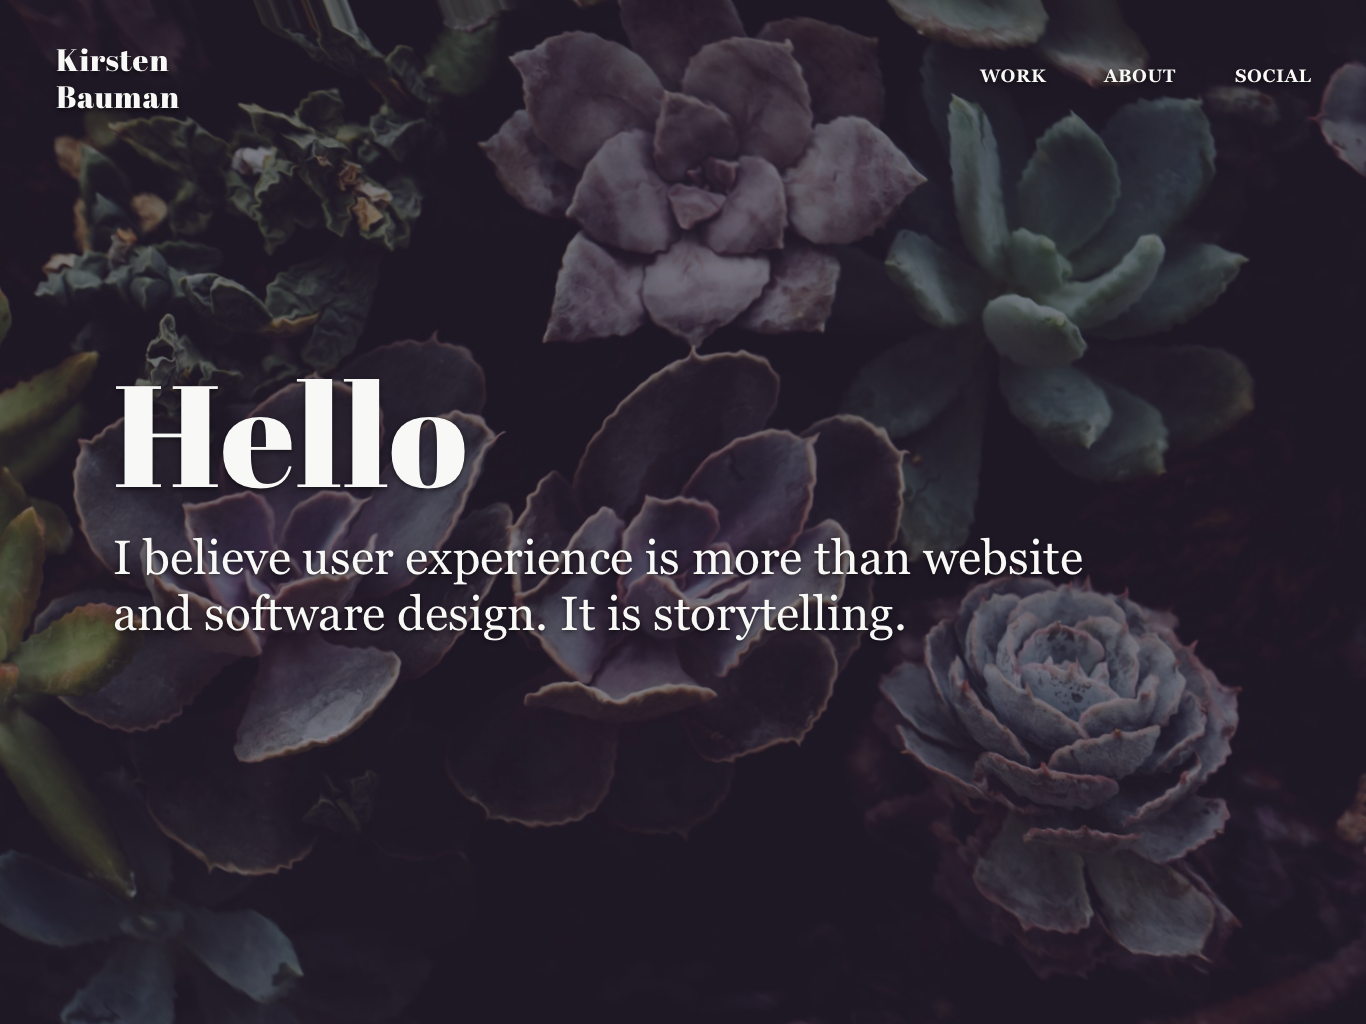 Kirsten
Bauman
WORK ABOUT SOCIAL
Hello
I believe user experience is more than website
and software design. It is storytelling.